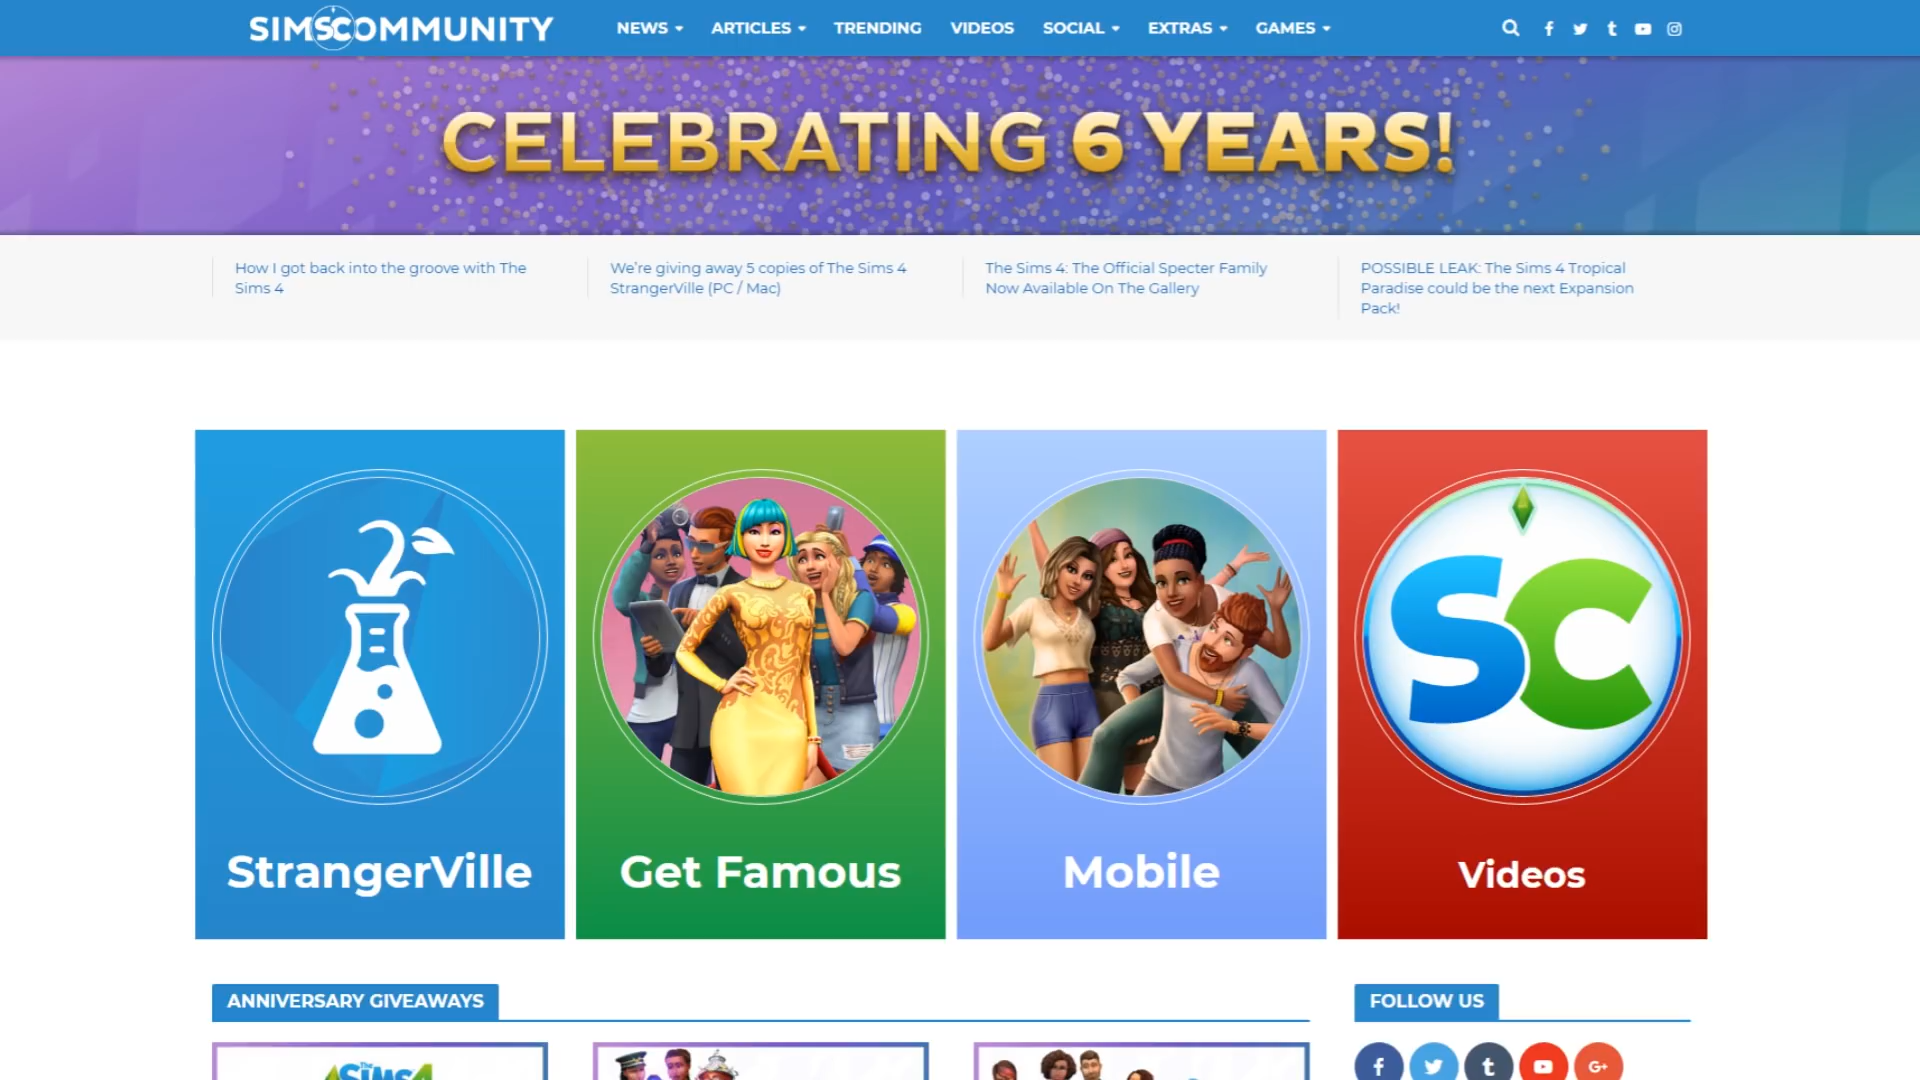 SIMSCOMMUNITY
NEWS ARTICLES TRENDING VIDEOS SOCIAL EXTRAS GAMES
CELEBRATING 6 YEARS!
How I got back into the groove with The
Sims 4
We're giving away 5 copies of The Sims 4
StrangerVille (PC / Mac)
The Sims 4: The Official Specter Family
Now Available On The Gallery
POSSIBLE LEAK: The Sims 4 Tropical
Paradise could be the next Expansion
Pack!
SC
StrangerVille
Get Famous
Mobile
Videos
ANNIVERSARY GIVEAWAYS
FOLLOW US
The
SIMS4